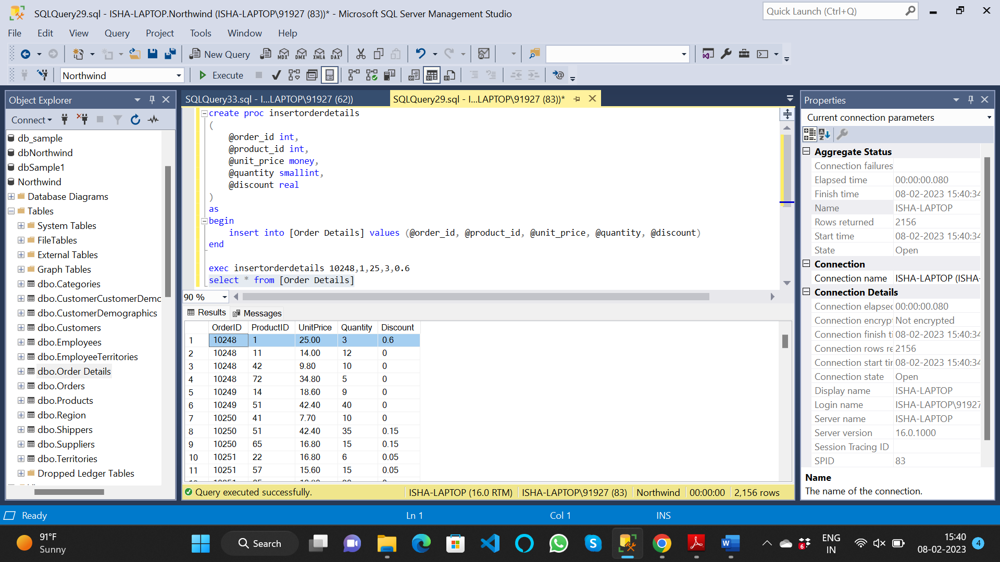 SQLQuery29.sql - ISHA-LAPTOP.Northwind (ISHA-LAPTOP\91927 (83))* - Microsoft SQL Server Management Studio
Quick Launch (Ctrl+Q)
File Edit View Query Project Tools Window Help
New Query
MDX DMX XMLA DAX
Northwind
Execute
Object Explorer
Connect
db_sample
dbNorthwind
dbSample1
Northwind
Database Diagrams
Tables
System Tables
FileTables
External Tables
Graph Tables
dbo.Categories
dbo.CustomerCustomerDemo
dbo.CustomerDemographics
dbo.Customers
dbo.Employees
dbo.EmployeeTerritories
dbo.Order Details
dbo.Orders
dbo.Products
dbo.Region
dbo.Shippers
dbo.Suppliers
dbo.Territories
Dropped Ledger Tables
SQLQuery33.sql - I...LAPTOP\91927 (62))
SQLQuery29.sql - I...LAPTOP\91927 (83))*
create proc insertorderdetails
(
@order_id int,
@product_id int,
@unit_price money,
@quantity smallint,
@discount real
)
as
begin
insert into [Order Details] values (@order_id, @product_id, @unit_price, @quantity, @discount)
end
exec insertorderdetails 10248,1,25,3,0.6
select * from [Order Details]
90 %
Results Messages
OrderID ProductID UnitPrice Quantity Discount
1 10248 1 25.00 3 0.6
2 10248 11 14.00 12 0
3 10248 42 9.80 10 0
4 10248 72 34.80 5 0
5 10249 14 18.60 9 0
6 10249 51 42.40 40 0
7 10250 41 7.70 10 0
8 10250 51 42.40 35 0.15
9 10250 65 16.80 15 0.15
10 10251 22 16.80 6 0.05
11 10251 57 15.60 15 0.05
Query executed successfully. ISHA-LAPTOP (16.0 RTM) ISHA-LAPTOP\91927 (83) Northwind 00:00:00 2,156 rows
Properties
Current connection parameters
Aggregate Status
Connection failures
Elapsed time 00:00:00.080
Finish time 08-02-2023 15:40:34
Name ISHA-LAPTOP
Rows returned 2156
Start time 08-02-2023 15:40:34
State Open
Connection
Connection name ISHA-LAPTOP (ISHA-
Connection Details
Connection elapsed 00:00:00.080
Connection encryp Not encrypted
Connection finish ti 08-02-2023 15:40:34
Connection rows re 2156
Connection start tir 08-02-2023 15:40:34
Connection state Open
Display name ISHA-LAPTOP
Login name ISHA-LAPTOP\91927
Server name ISHA-LAPTOP
Server version 16.0.1000
Session Tracing ID
SPID 83
Name
The name of the connection.
Ready Ln 1 Col 1 INS
91°F
Sunny
Search
6
ENG
IN
15:40
08-02-2023
4